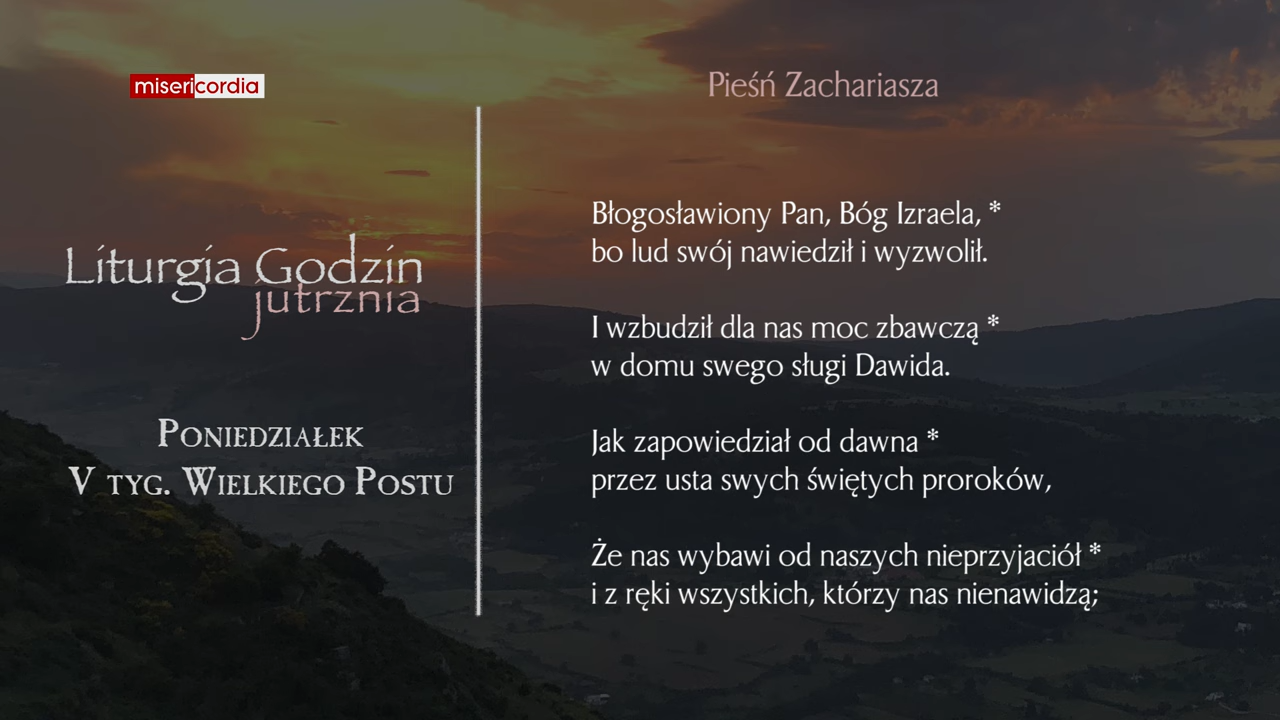 misericordia
Liturgia Godzin
jutrznia
Poniedziałek
V tyg. Wielkiego Postu
Pieśń Zachariasza
Błogosławiony Pan, Bóg Izraela, *
bo lud swój nawiedził i wyzwolił.
I wzbudził dla nas moc zbawczą *
w domu swego sługi Dawida.
Jak zapowiedział od dawna *
przez usta swych świętych proroków,
Że nas wybawi od naszych nieprzyjaciół *
i z ręki wszystkich, którzy nas nienawidzą;